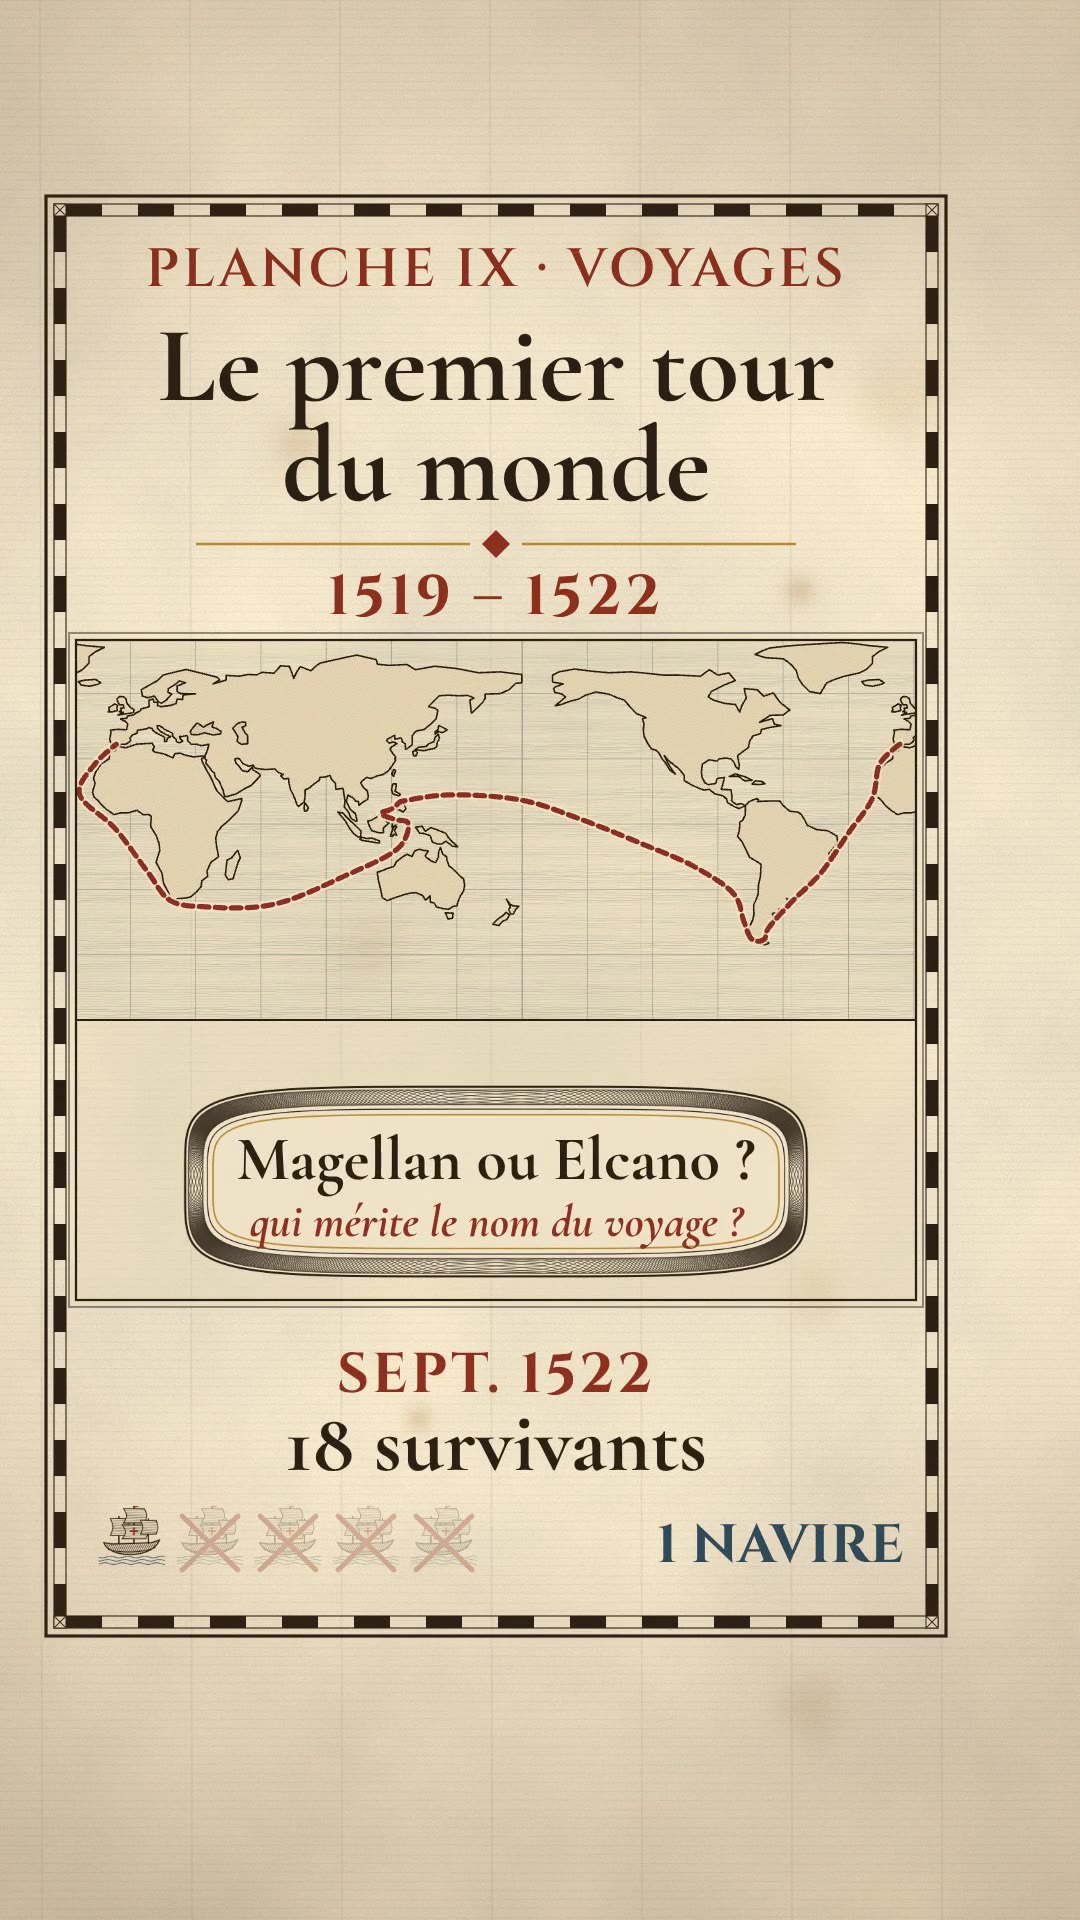 PLANCHE IX · VOYAGES
Le premier tour
du monde
1519 – 1522
Magellan ou Elcano ?
qui mérite le nom du voyage ?
SEPT. 1522
18 survivants
1 NAVIRE